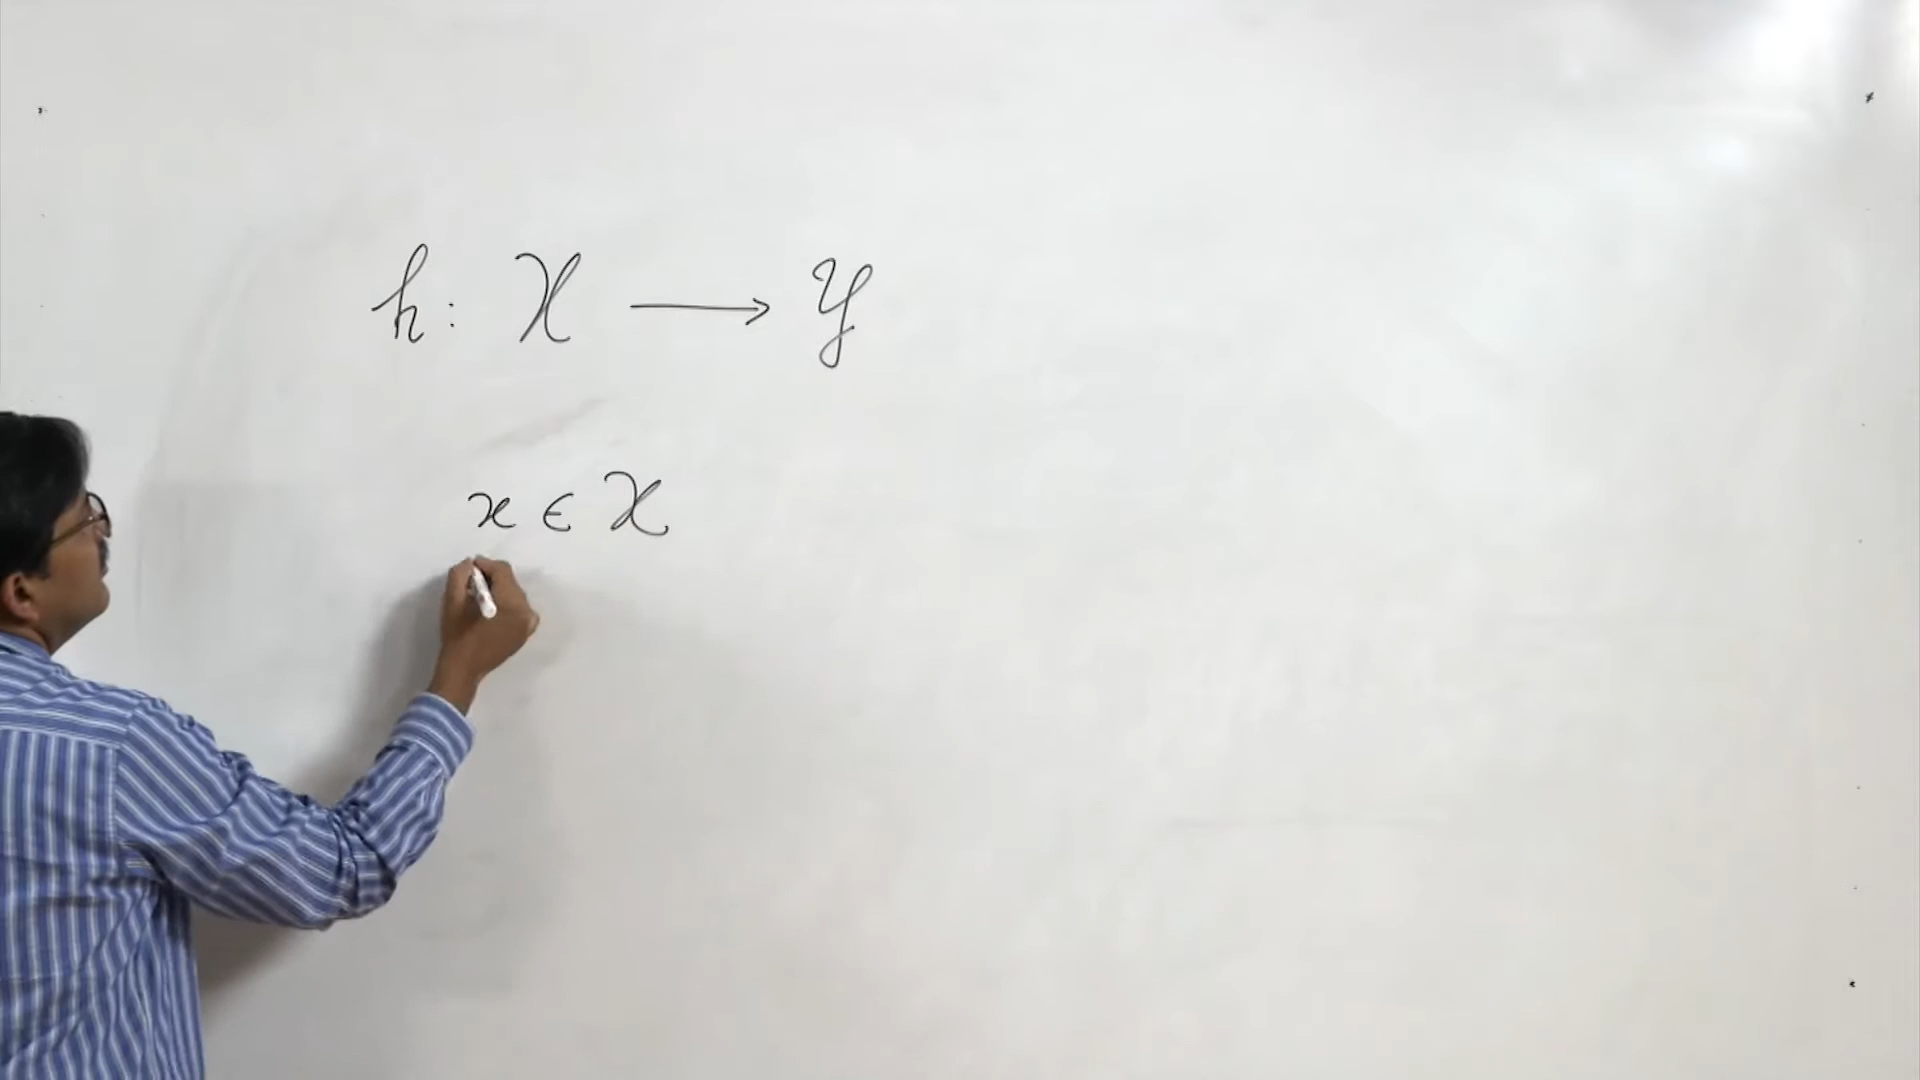 h: X ⟶ Y
x ∈ X